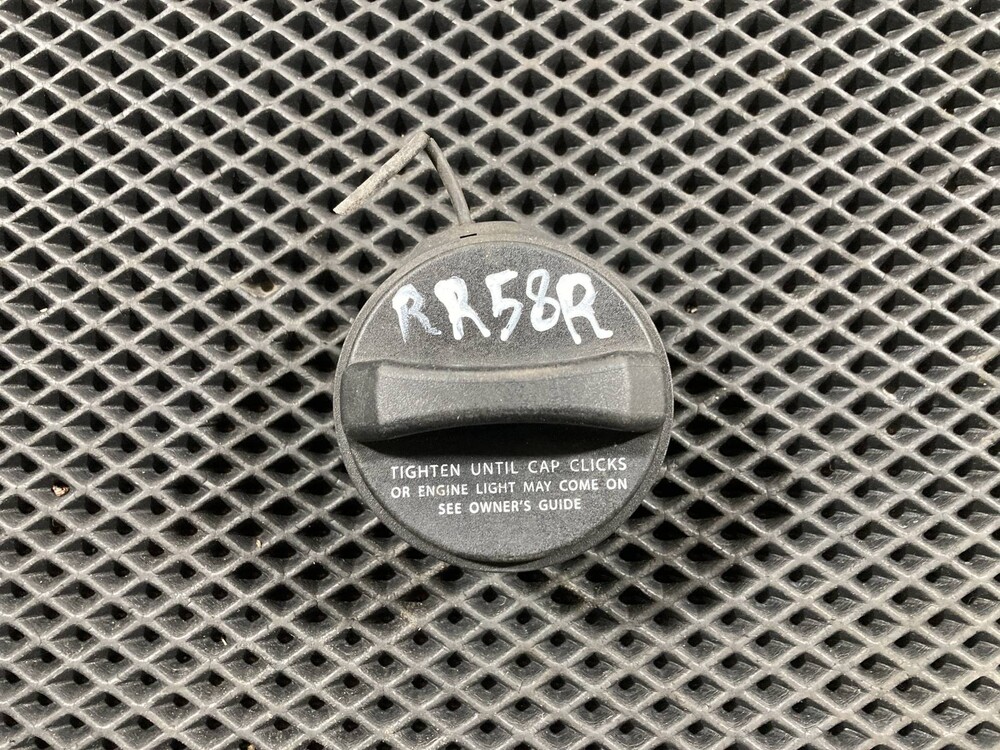 RR58R
TIGHTEN UNTIL CAP CLICKS
OR ENGINE LIGHT MAY COME ON
SEE OWNER'S GUIDE